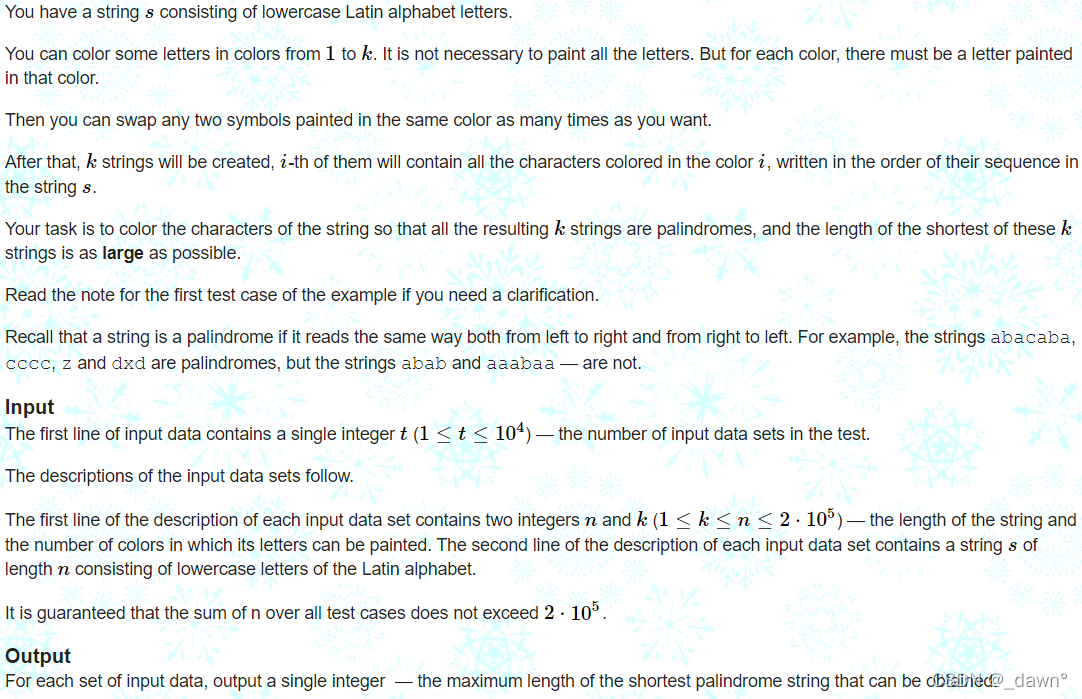 You have a string s consisting of lowercase Latin alphabet letters.
You can color some letters in colors from 1 to k. It is not necessary to paint all the letters. But for each color, there must be a letter painted
in that color.
Then you can swap any two symbols painted in the same color as many times as you want.
After that, k strings will be created, i-th of them will contain all the characters colored in the color i, written in the order of their sequence in
the string s.
Your task is to color the characters of the string so that all the resulting k strings are palindromes, and the length of the shortest of these k
strings is as large as possible.
Read the note for the first test case of the example if you need a clarification.
Recall that a string is a palindrome if it reads the same way both from left to right and from right to left. For example, the strings abacaba,
cccc, z and dxd are palindromes, but the strings abab and aaabaa — are not.
Input
The first line of input data contains a single integer t (1 ≤ t ≤ 10⁴) — the number of input data sets in the test.
The descriptions of the input data sets follow.
The first line of the description of each input data set contains two integers n and k (1 ≤ k ≤ n ≤ 2 · 10⁵) — the length of the string and
the number of colors in which its letters can be painted. The second line of the description of each input data set contains a string s of
length n consisting of lowercase letters of the Latin alphabet.
It is guaranteed that the sum of n over all test cases does not exceed 2 · 10⁵.
Output
For each set of input data, output a single integer — the maximum length of the shortest palindrome string that can be obtained.
CSDN @_dawn°